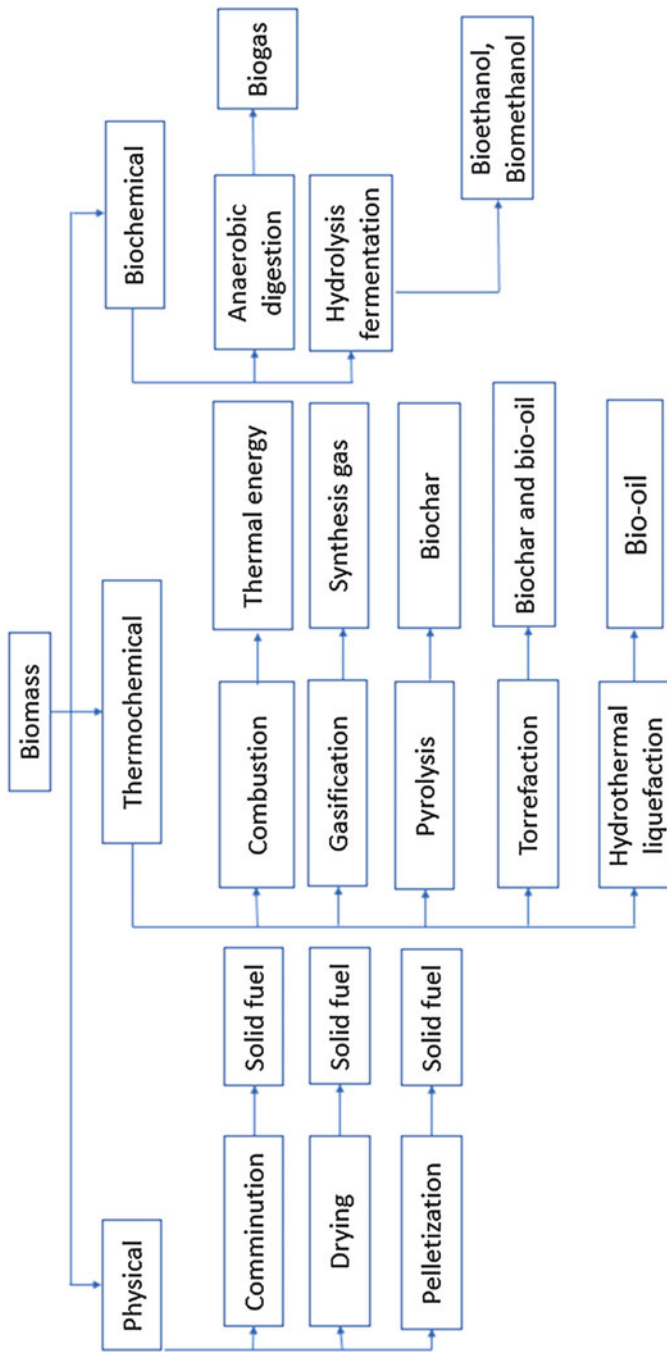 Biomass
Physical
Thermochemical
Biochemical
Comminution
Solid fuel
Drying
Solid fuel
Pelletization
Solid fuel
Combustion
Thermal energy
Gasification
Synthesis gas
Pyrolysis
Biochar
Torrefaction
Biochar and bio-oil
Hydrothermal
liquefaction
Bio-oil
Anaerobic
digestion
Biogas
Hydrolysis
fermentation
Bioethanol,
Biomethanol